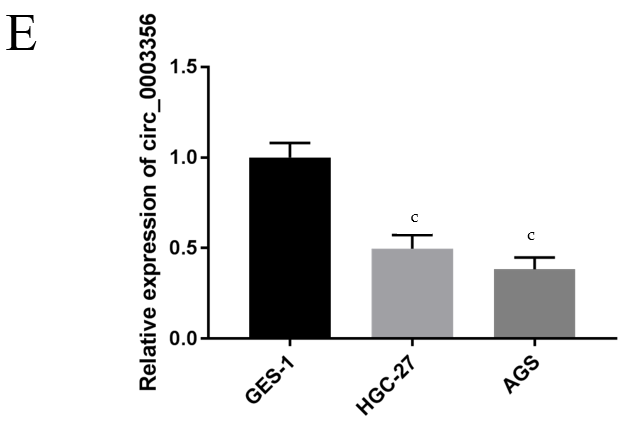 E
Relative expression of circ_0003356
1.5
1.0
0.5
0.0
c
c
GES-1
HGC-27
AGS